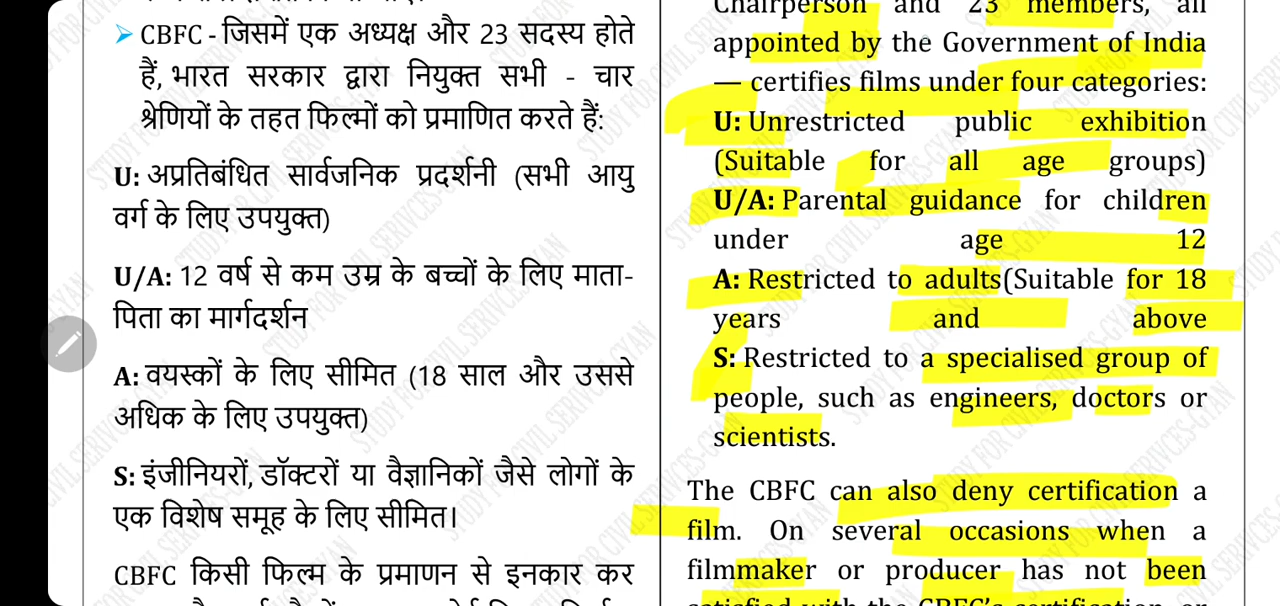 ➤ CBFC - जिसमें एक अध्यक्ष और 23 सदस्य होते
हैं, भारत सरकार द्वारा नियुक्त सभी - चार
श्रेणियों के तहत फिल्मों को प्रमाणित करते हैं:
U: अप्रतिबंधित सार्वजनिक प्रदर्शनी (सभी आयु
वर्ग के लिए उपयुक्त)
U/A: 12 वर्ष से कम उम्र के बच्चों के लिए माता-
पिता का मार्गदर्शन
A: वयस्कों के लिए सीमित (18 साल और उससे
अधिक के लिए उपयुक्त)
S: इंजीनियरों, डॉक्टरों या वैज्ञानिकों जैसे लोगों के
एक विशेष समूह के लिए सीमित।
CBFC किसी फिल्म के प्रमाणन से इनकार कर
Chairperson and 23 members, all
appointed by the Government of India
— certifies films under four categories:
U: Unrestricted public exhibition
(Suitable for all age groups)
U/A: Parental guidance for children
under age 12
A: Restricted to adults(Suitable for 18
years and above
S: Restricted to a specialised group of
people, such as engineers, doctors or
scientists.
The CBFC can also deny certification a
film. On several occasions when a
filmmaker or producer has not been
satisfied with the CBFC's certification, or